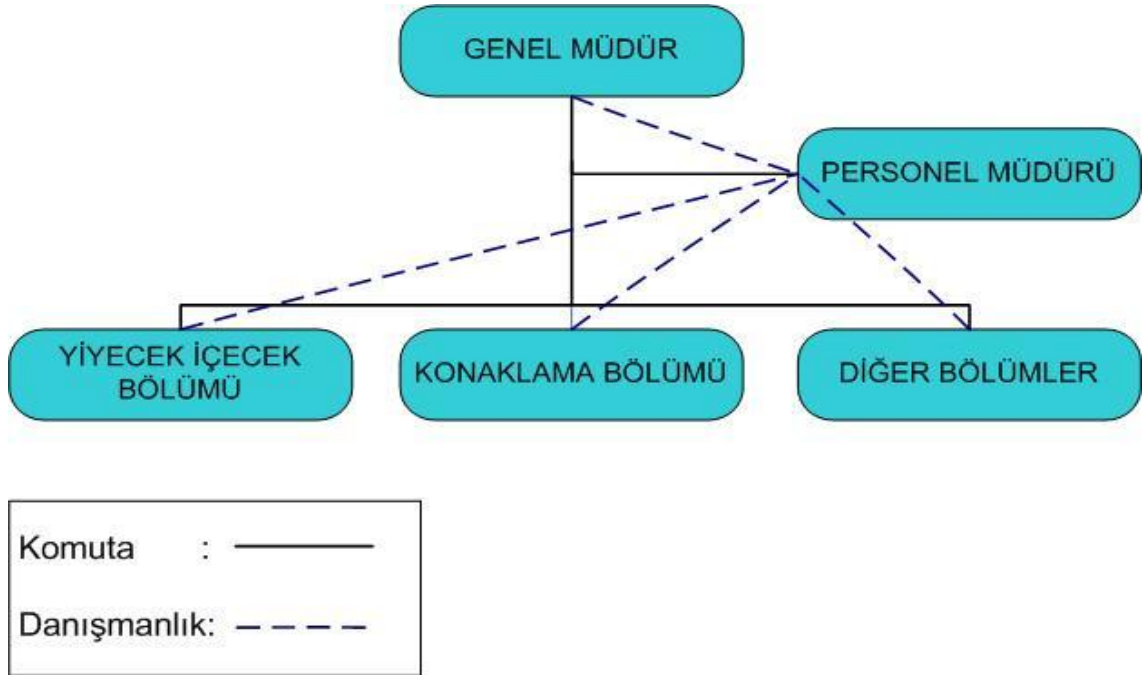 GENEL MÜDÜR
PERSONEL MÜDÜRÜ
YİYECEK İÇECEK
BÖLÜMÜ
KONAKLAMA BÖLÜMÜ
DİĞER BÖLÜMLER
Komuta :
Danışmanlık: